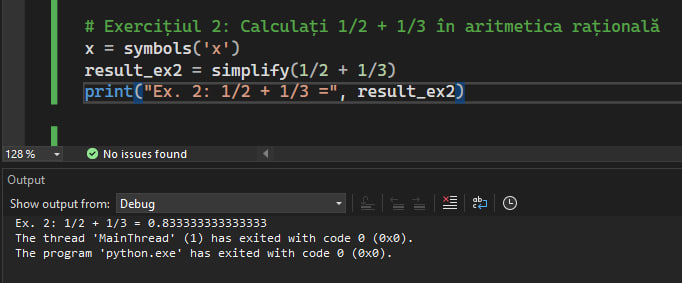 # Exercițiul 2: Calculați 1/2 + 1/3 în aritmetica rațională
x = symbols('x')
result_ex2 = simplify(1/2 + 1/3)
print("Ex. 2: 1/2 + 1/3 =", result_ex2)
128 % No issues found
Output
Show output from: Debug
Ex. 2: 1/2 + 1/3 = 0.833333333333333
The thread 'MainThread' (1) has exited with code 0 (0x0).
The program 'python.exe' has exited with code 0 (0x0).